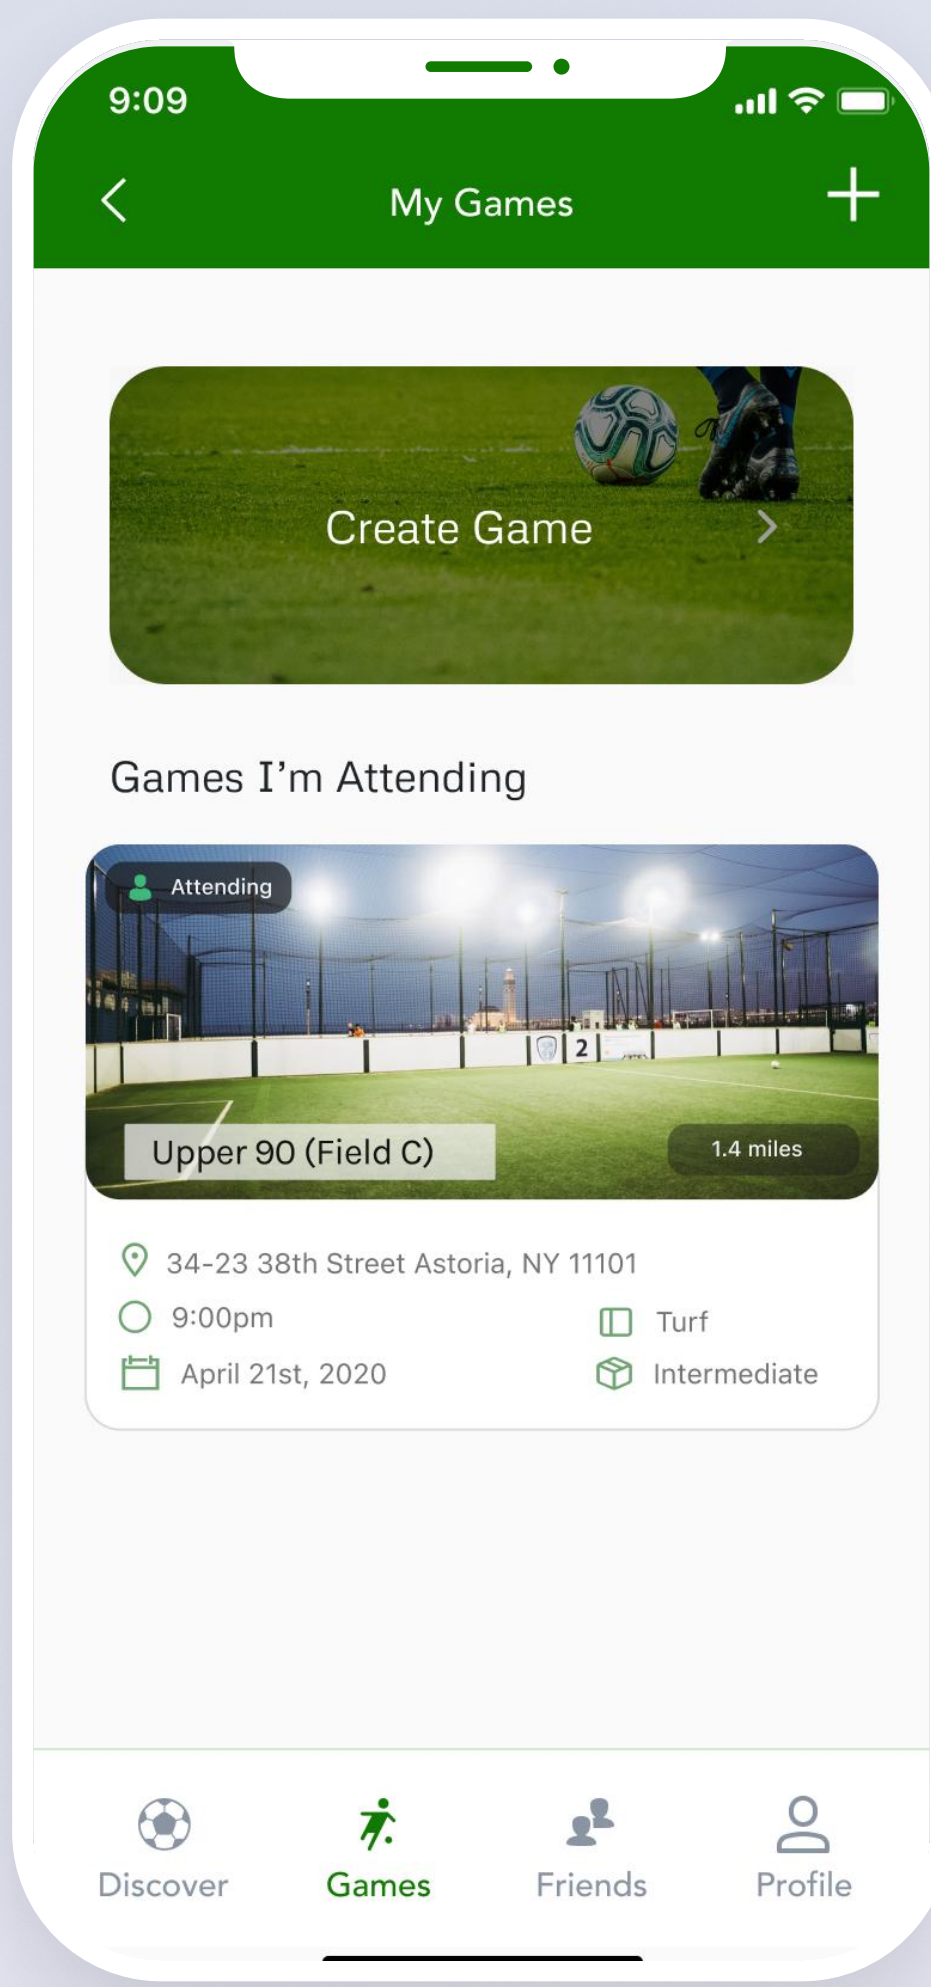 9:09
My Games
Create Game
Games I’m Attending
Attending
2
Upper 90 (Field C)
1.4 miles
34-23 38th Street Astoria, NY 11101
9:00pm
Turf
April 21st, 2020
Intermediate
Discover
Games
Friends
Profile